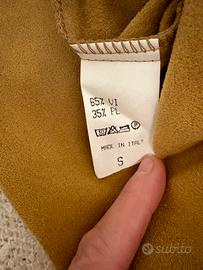 65% VI
35% PL
MADE IN ITALY
S
subito